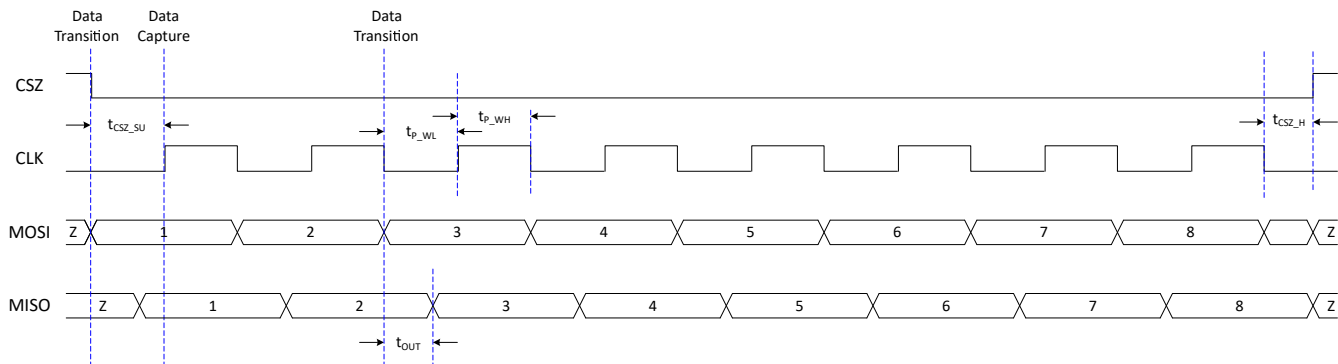 Data Transition
Data Capture
Data Transition
CSZ
tCSZ_SU
tP_WL
tP_WH
tCSZ_H
CLK
MOSI
Z 1 2 3 4 5 6 7 8 Z
MISO
Z 1 2 3 4 5 6 7 8 Z
tOUT